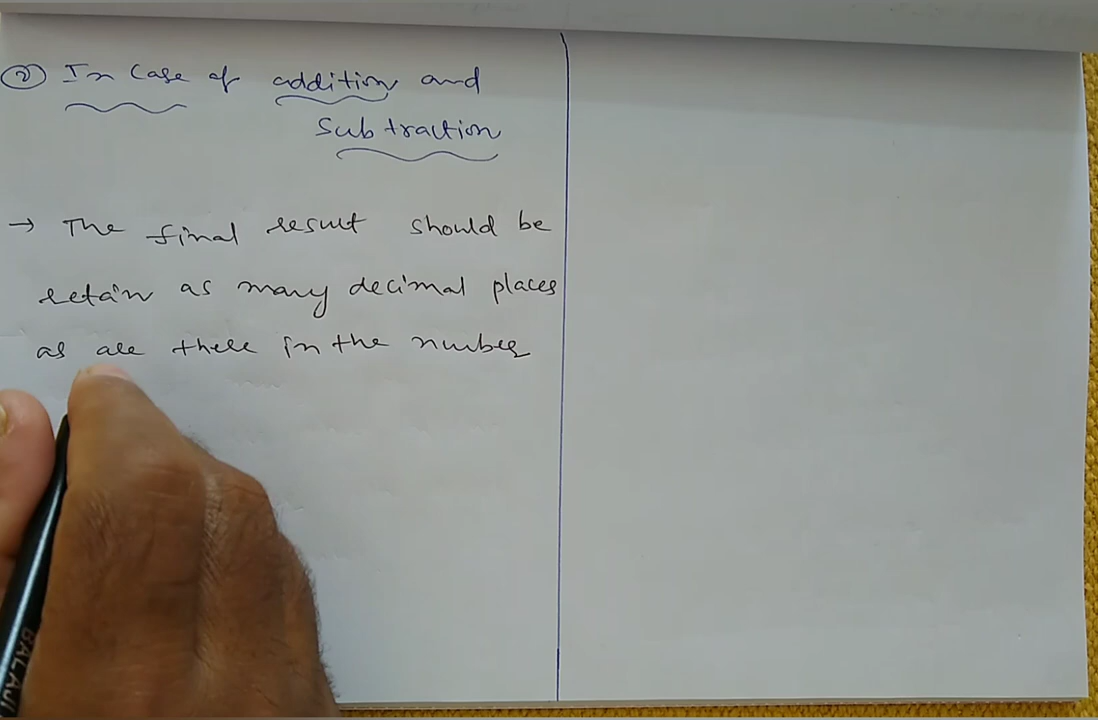 ② In Case of addition and
Subtraction
→ The final result should be
retain as many decimal places
as are there in the number
BALAJI